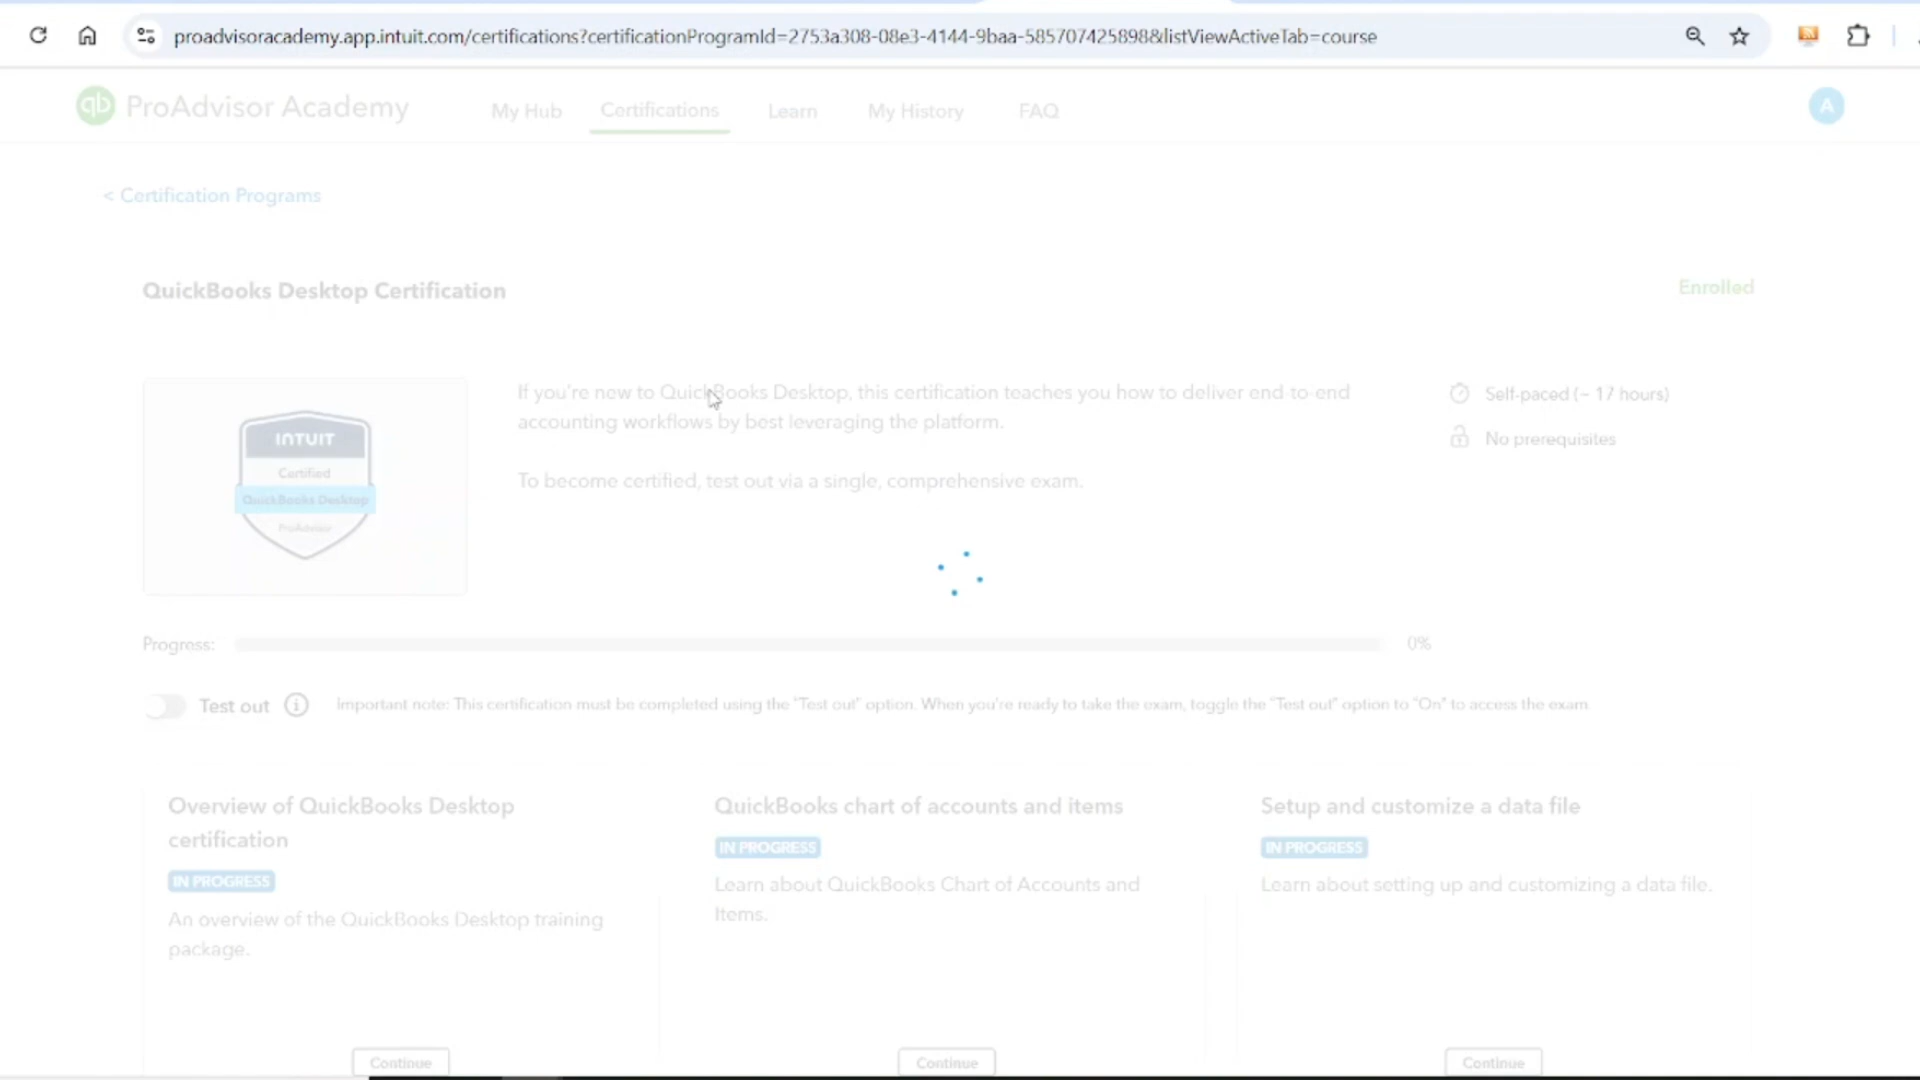 proadvisoracademy.app.intuit.com/certifications?certificationProgramId=2753a308-08e3-4144-9baa-585707425898&listViewActiveTab=course
qb ProAdvisor Academy
My Hub
Certifications
Learn
My History
FAQ
A
< Certification Programs
QuickBooks Desktop Certification
Enrolled
INTUIT
Certified
QuickBooks Desktop
ProAdvisor
If you're new to QuickBooks Desktop, this certification teaches you how to deliver end-to-end
accounting workflows by best leveraging the platform.
To become certified, test out via a single, comprehensive exam.
Self-paced (~ 17 hours)
No prerequisites
Progress:
0%
Test out
Important note: This certification must be completed using the "Test out" option. When you're ready to take the exam, toggle the "Test out" option to "On" to access the exam.
Overview of QuickBooks Desktop
certification
IN PROGRESS
An overview of the QuickBooks Desktop training
package.
Continue
QuickBooks chart of accounts and items
IN PROGRESS
Learn about QuickBooks Chart of Accounts and
Items.
Continue
Setup and customize a data file
IN PROGRESS
Learn about setting up and customizing a data file.
Continue